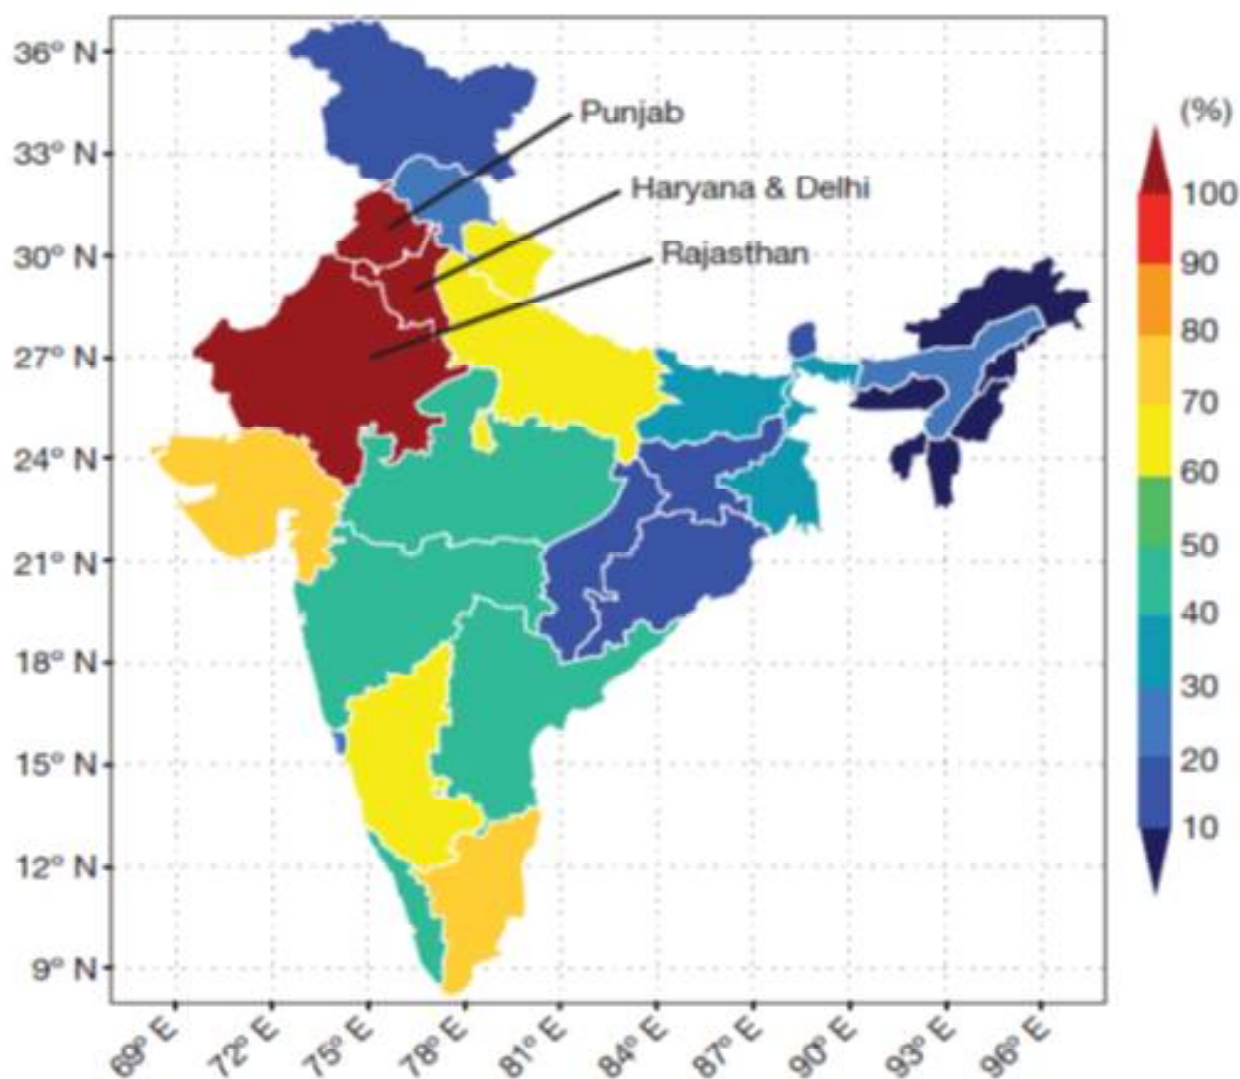 36° N
33° N
30° N
27° N
24° N
21° N
18° N
15° N
12° N
9° N
Punjab
Haryana & Delhi
Rajasthan
(%)
100
90
80
70
60
50
40
30
20
10
69° E
72° E
75° E
78° E
81° E
84° E
87° E
90° E
93° E
96° E